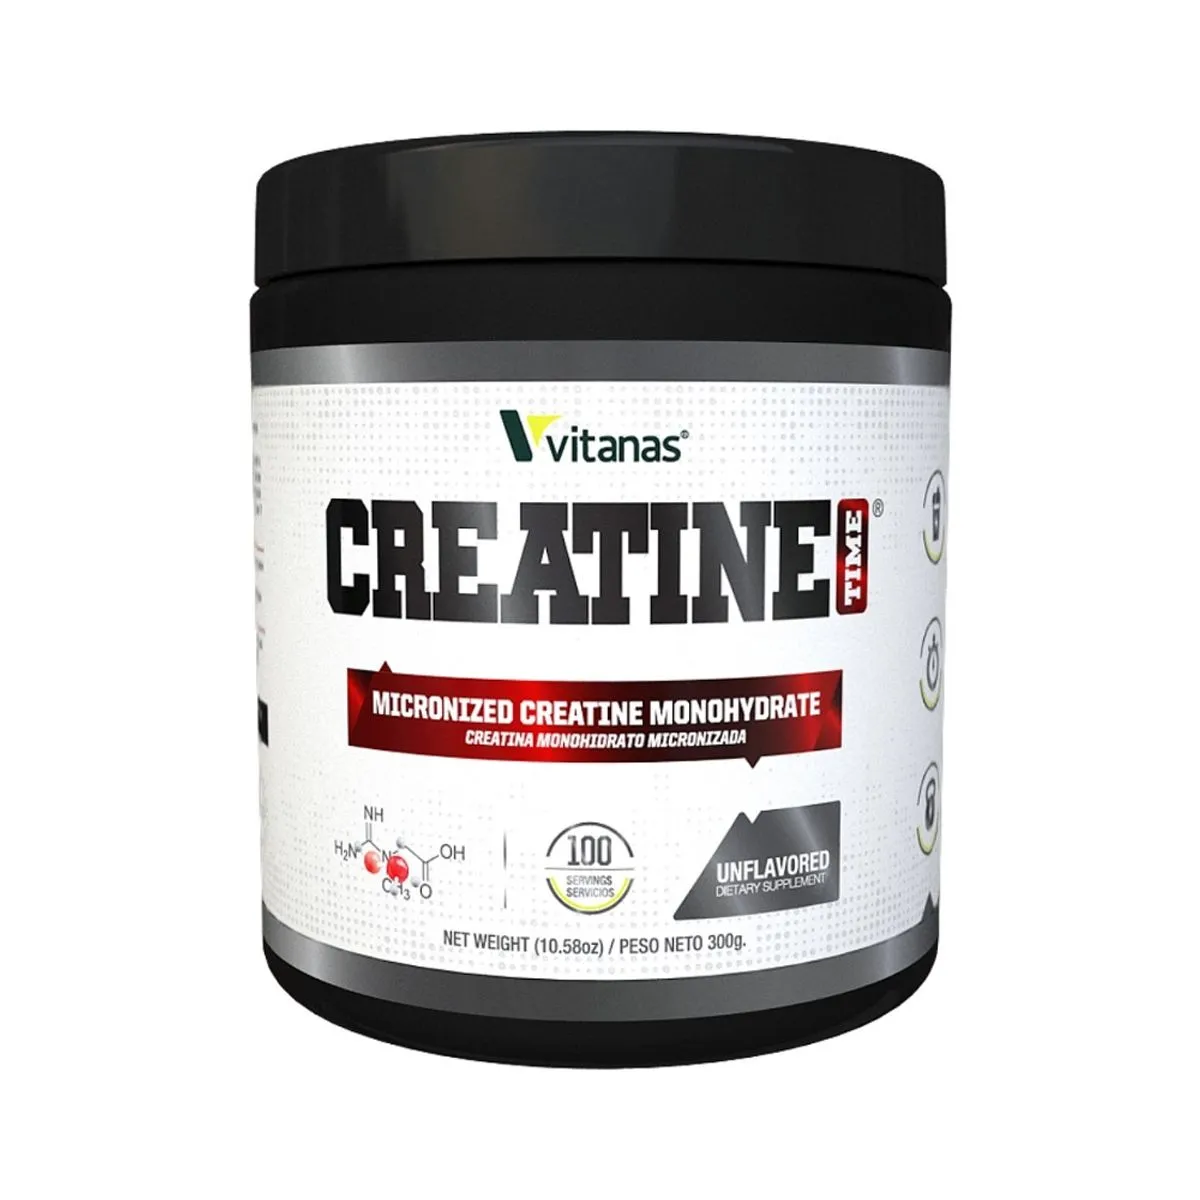 vitanas®
CREATINE TIME®
MICRONIZED CREATINE MONOHYDRATE
CREATINA MONOHIDRATO MICRONIZADA
NH
H₂N
N
OH
CH₃
O
100
SERVINGS
SERVICIOS
UNFLAVORED
DIETARY SUPPLEMENT
NET WEIGHT (10.58oz) / PESO NETO 300g.